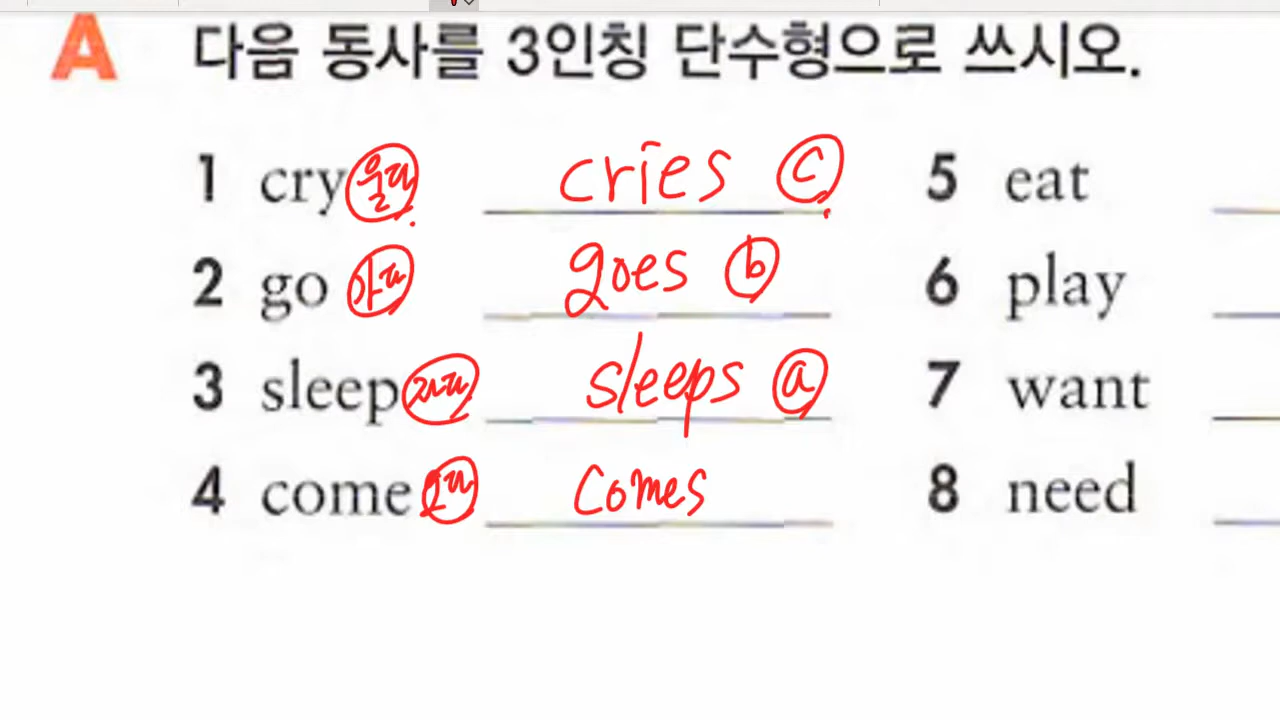 A 다음 동사를 3인칭 단수형으로 쓰시오.
1 cry 울다 cries c 5 eat
2 go 가다 goes b 6 play
3 sleep 자다 sleeps a 7 want
4 come 오다 comes 8 need